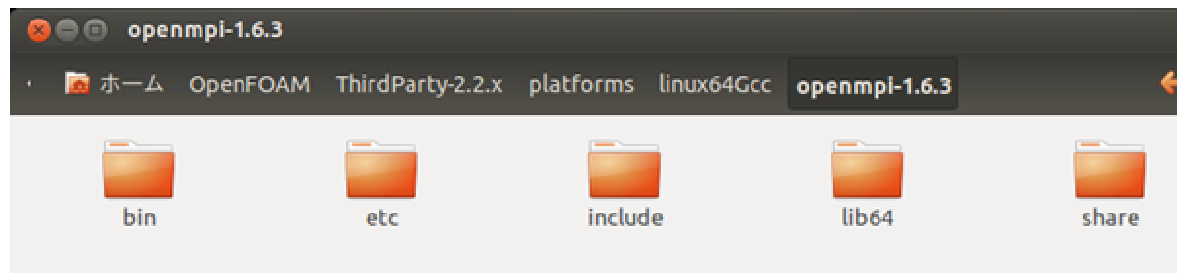 openmpi-1.6.3
ホーム OpenFOAM ThirdParty-2.2.x platforms linux64Gcc openmpi-1.6.3
bin etc include lib64 share